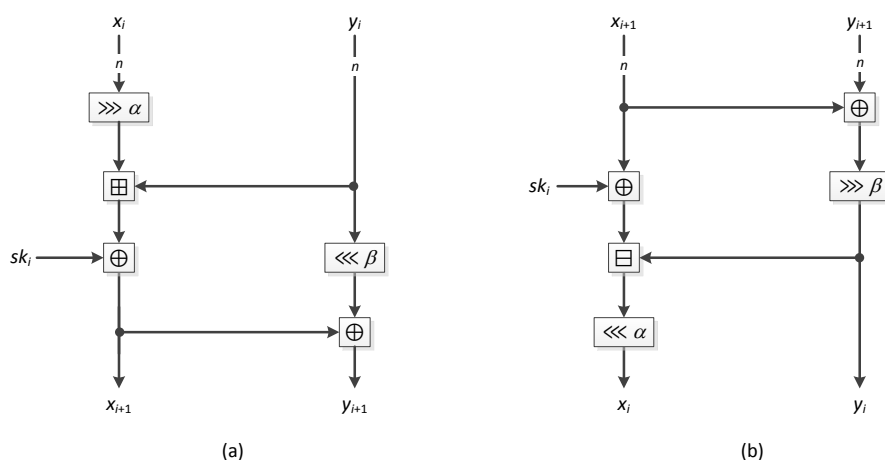 xᵢ yᵢ
n n
⋙ α
⊞
skᵢ ⊕ ⋘ β
⊕
xᵢ₊₁ yᵢ₊₁
(a)
xᵢ₊₁ yᵢ₊₁
n n
⊕
skᵢ ⊕ ⋙ β
⊟
⋘ α
xᵢ yᵢ
(b)